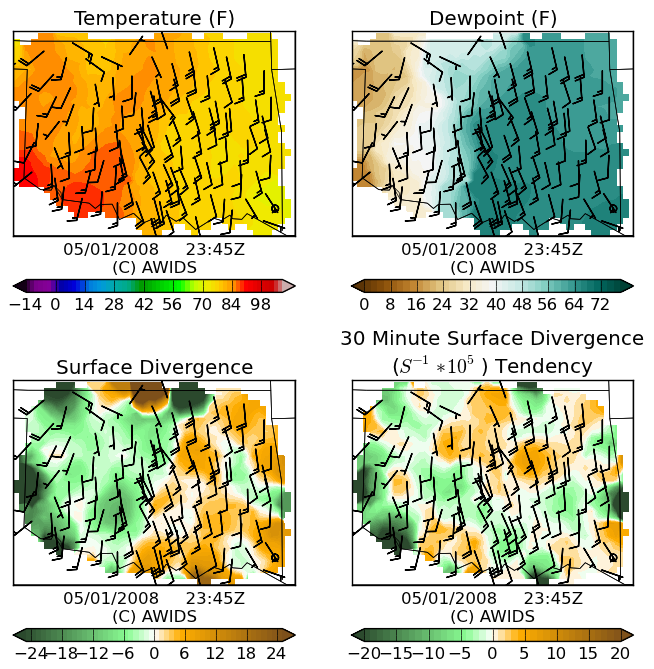 Temperature (F)
Dewpoint (F)
05/01/2008 23:45Z
(C) AWIDS
05/01/2008 23:45Z
(C) AWIDS
−14 0 14 28 42 56 70 84 98
0 8 16 24 32 40 48 56 64 72
Surface Divergence
30 Minute Surface Divergence
(S⁻¹ *10⁵ ) Tendency
05/01/2008 23:45Z
(C) AWIDS
05/01/2008 23:45Z
(C) AWIDS
−24 −18 −12 −6 0 6 12 18 24
−20 −15 −10 −5 0 5 10 15 20